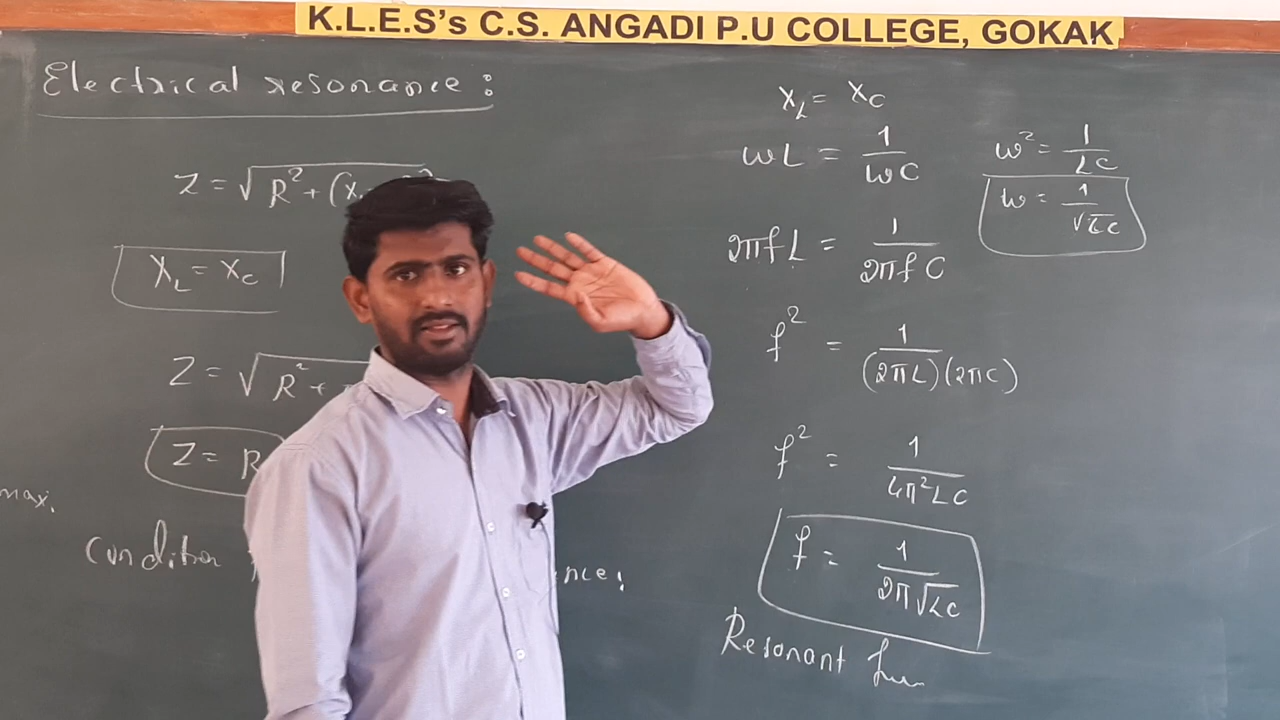 K.L.E.S's C.S. ANGADI P.U COLLEGE, GOKAK
Electrical resonance:
Z = √R² + (X
X_L = X_C
Z = √R² +
Z = R
max.
Condition
nce:
X_L = X_C
ωL = 1/ωC
2πfL = 1/2πfC
f² = 1/(2πL)(2πC)
f² = 1/4π²LC
f = 1/2π√LC
Resonant
ω² = 1/LC
ω = 1/√LC